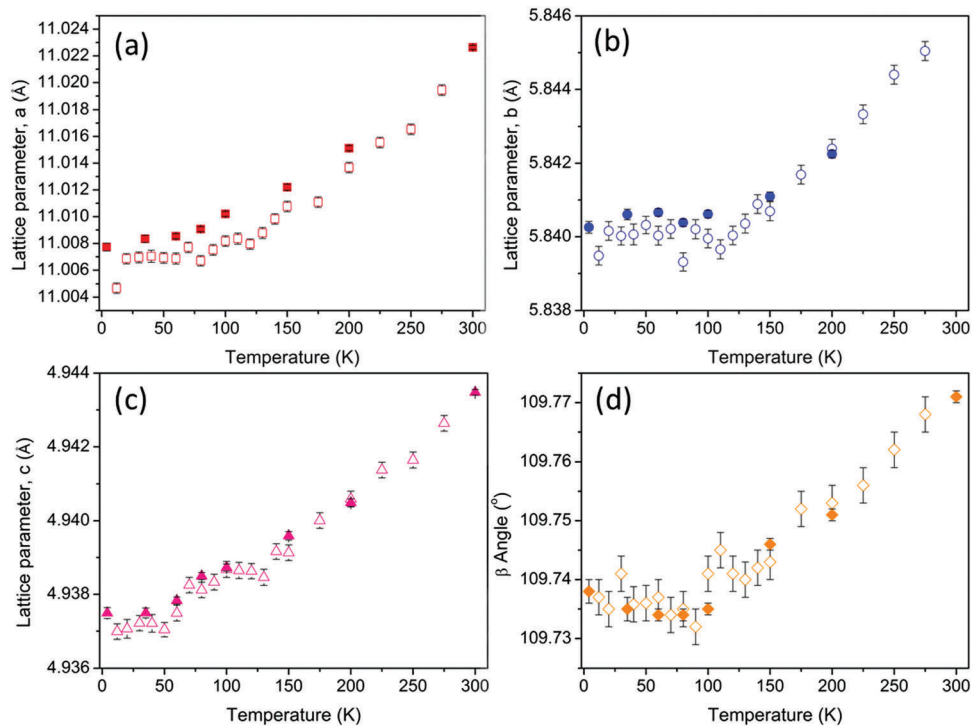 (a)
Lattice parameter, a (Å)
11.024
11.022
11.020
11.016
11.014
11.012
11.010
11.008
11.006
11.004
0 50 100 150 200 250 300
Temperature (K)
(b)
Lattice parameter, b (Å)
5.846
5.844
5.842
5.840
5.838
0 50 100 150 200 250 300
Temperature (K)
(c)
Lattice parameter, c (Å)
4.944
4.942
4.940
4.938
4.936
0 50 100 150 200 250 300
Temperature (K)
(d)
β Angle (°)
109.77
109.76
109.75
109.74
109.73
0 50 100 150 200 250 300
Temperature (K)